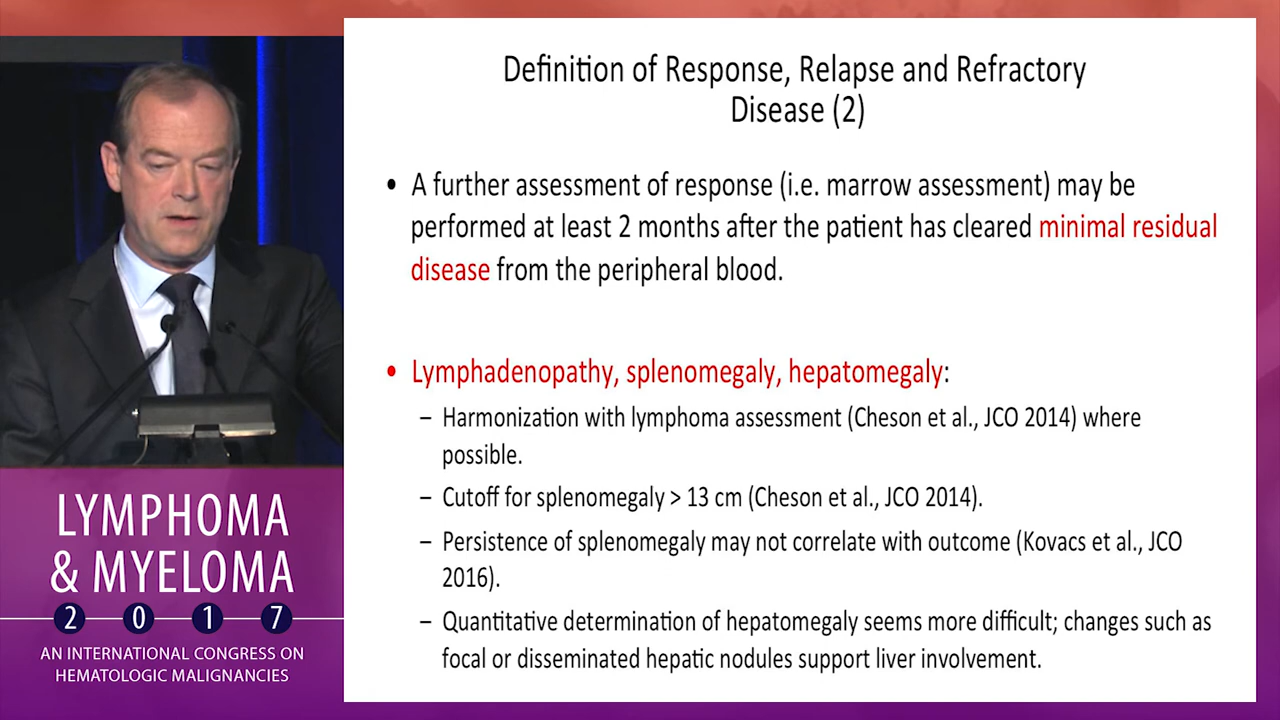 Definition of Response, Relapse and Refractory
Disease (2)
• A further assessment of response (i.e. marrow assessment) may be
performed at least 2 months after the patient has cleared minimal residual
disease from the peripheral blood.
• Lymphadenopathy, splenomegaly, hepatomegaly:
– Harmonization with lymphoma assessment (Cheson et al., JCO 2014) where
possible.
– Cutoff for splenomegaly > 13 cm (Cheson et al., JCO 2014).
– Persistence of splenomegaly may not correlate with outcome (Kovacs et al., JCO
2016).
– Quantitative determination of hepatomegaly seems more difficult; changes such as
focal or disseminated hepatic nodules support liver involvement.
LYMPHOMA
& MYELOMA
2017
AN INTERNATIONAL CONGRESS ON
HEMATOLOGIC MALIGNANCIES